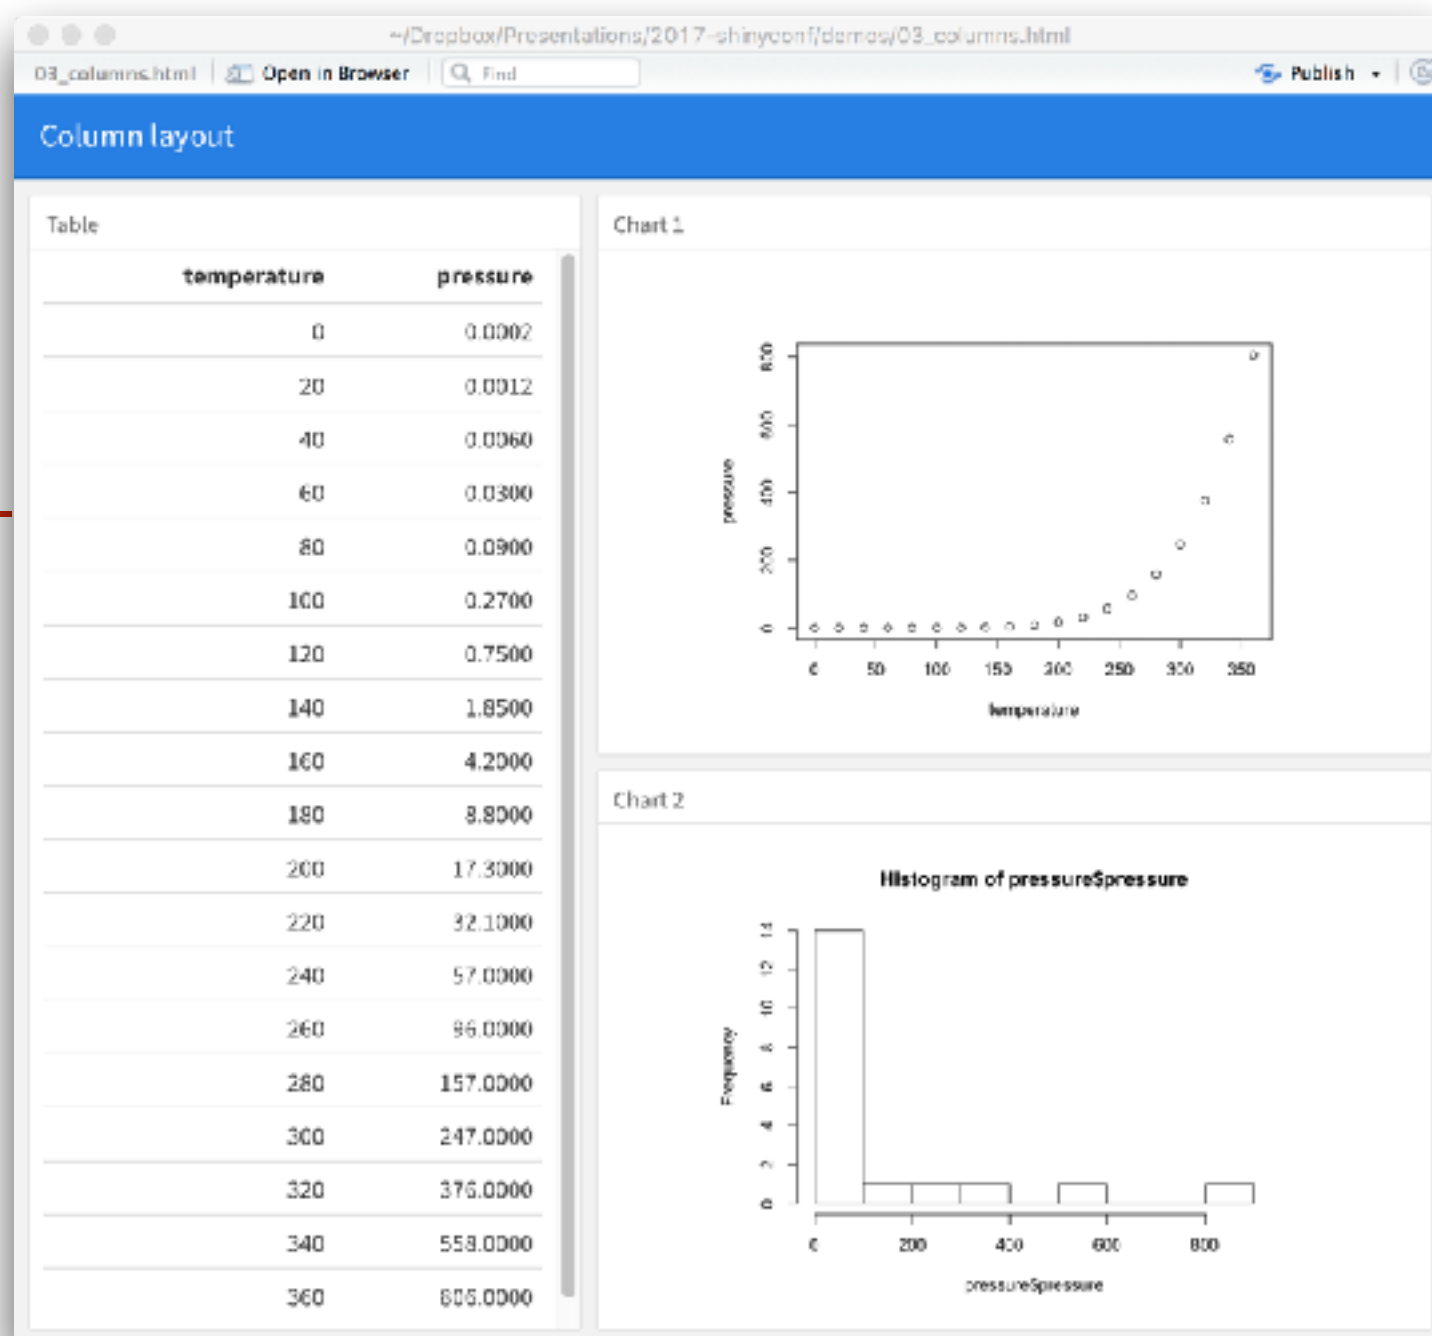 ~/Dropbox/Presentations/2017-shinyconf/demos/03_columns.html
03_columns.html Open in Browser Find Publish
Column layout
Table
temperature pressure
0 0.0002
20 0.0012
40 0.0060
60 0.0300
80 0.0900
100 0.2700
120 0.7500
140 1.8500
160 4.2000
180 8.8000
200 17.3000
220 32.1000
240 57.0000
260 96.0000
280 157.0000
300 247.0000
320 376.0000
340 558.0000
360 806.0000
Chart 1
pressure
800
600
400
200
0
0 50 100 150 200 250 300 350
temperature
Chart 2
Histogram of pressure$pressure
Frequency
14
12
10
8
6
4
2
0
0 200 400 600 800
pressure$pressure